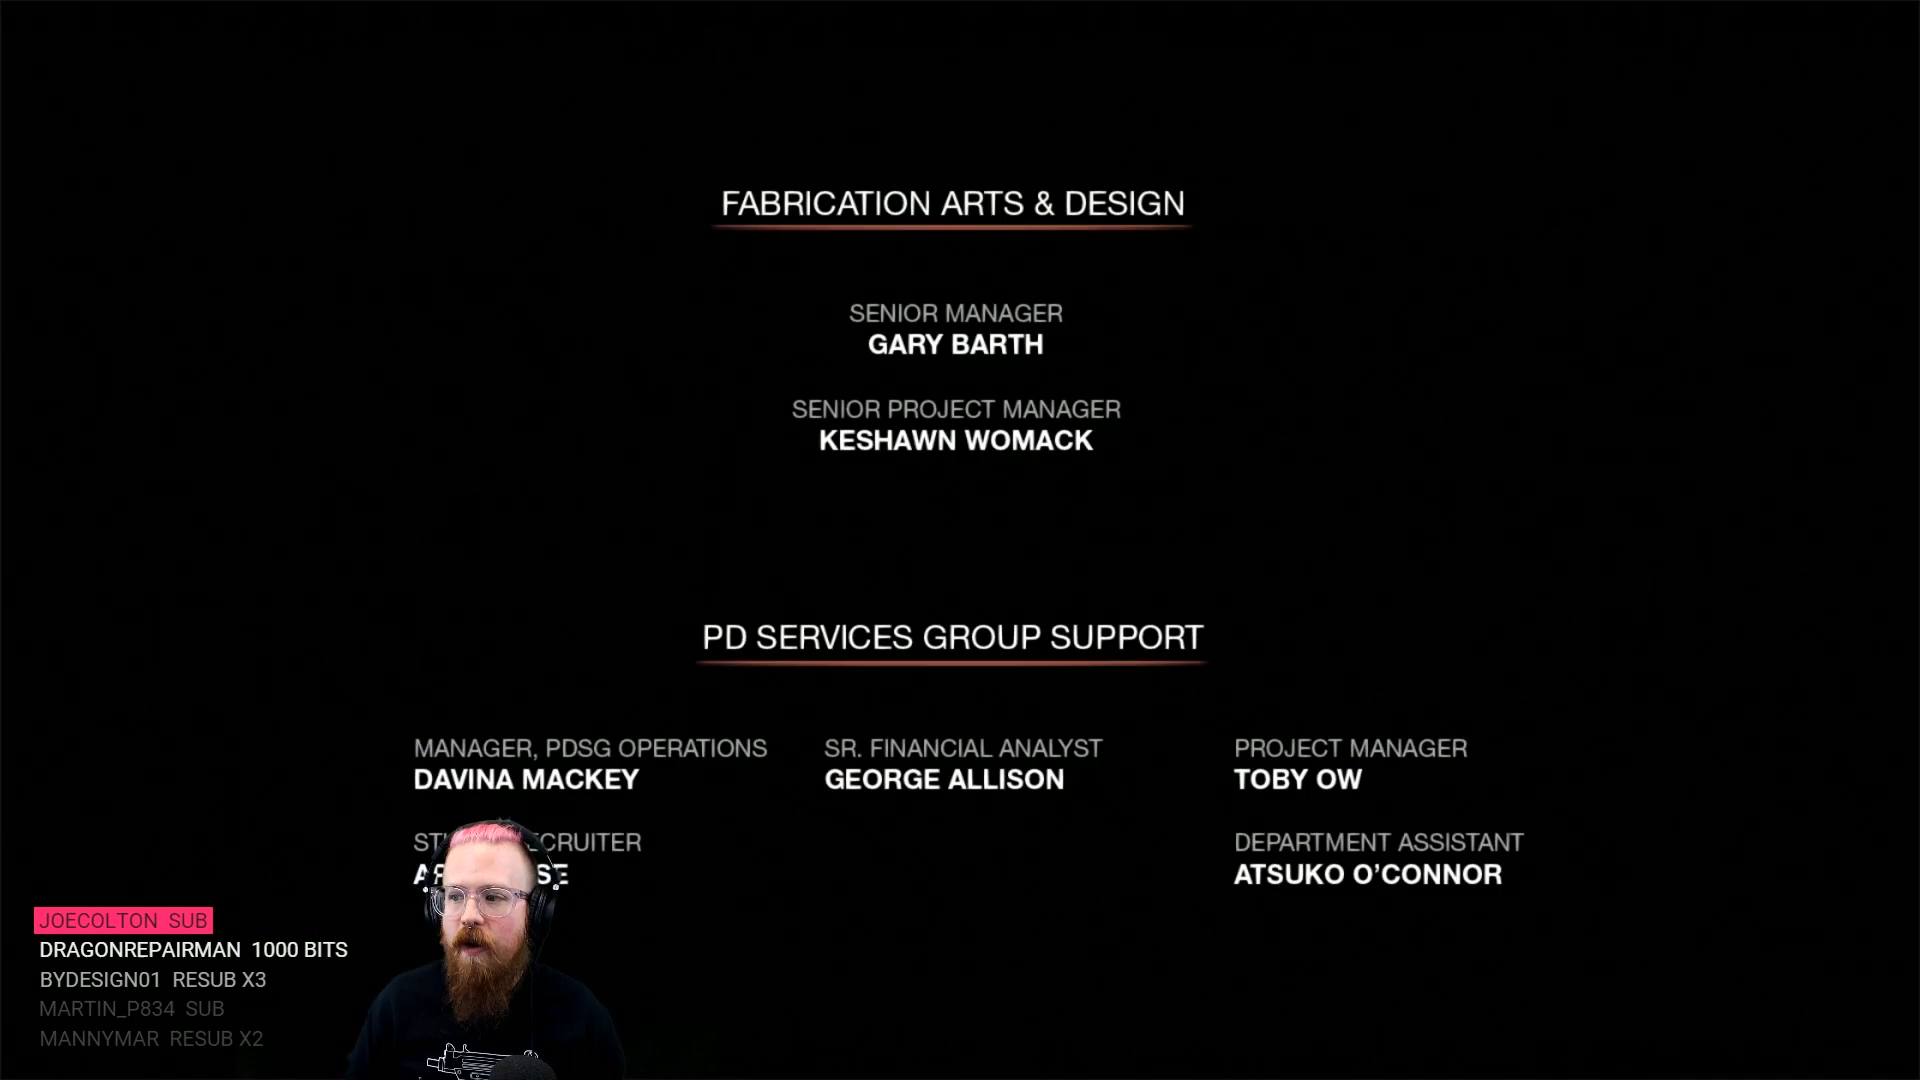 FABRICATION ARTS & DESIGN
SENIOR MANAGER
GARY BARTH
SENIOR PROJECT MANAGER
KESHAWN WOMACK
PD SERVICES GROUP SUPPORT
MANAGER, PDSG OPERATIONS
DAVINA MACKEY
SR. FINANCIAL ANALYST
GEORGE ALLISON
PROJECT MANAGER
TOBY OW
DEPARTMENT ASSISTANT
ATSUKO O’CONNOR
JOECOLTON SUB
DRAGONREPAIRMAN 1000 BITS
BYDESIGN01 RESUB X3
MARTIN_P834 SUB
MANNYMAR RESUB X2